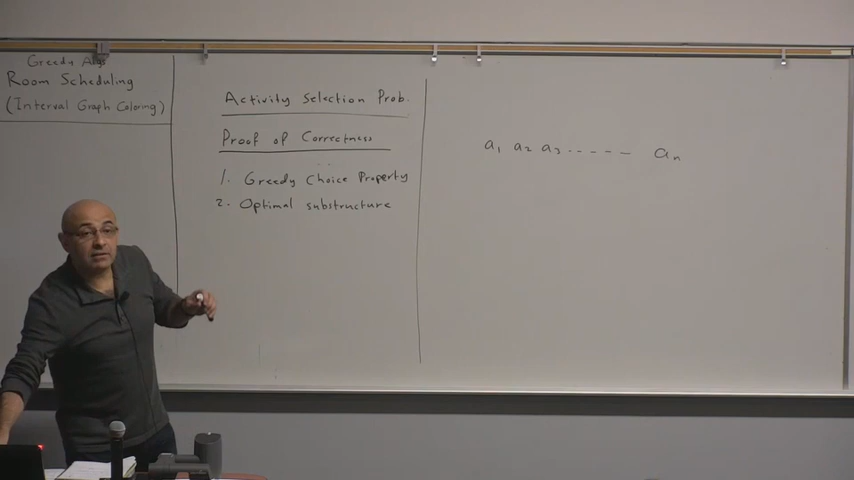 Greedy Algs
Room Scheduling
(Interval Graph Coloring)
Activity Selection Prob.
Proof of Correctness
1. Greedy Choice Property
2. Optimal substructure
a₁ a₂ a₃ ------ aₙ